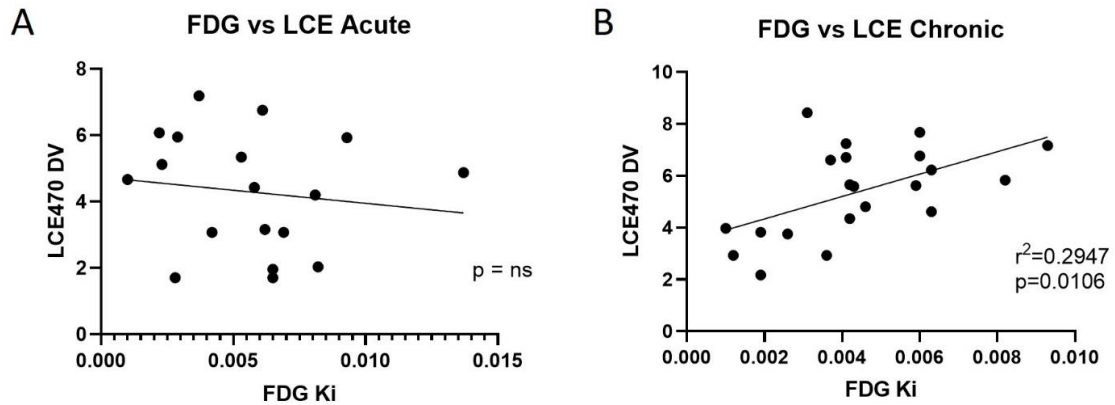 A
FDG vs LCE Acute
8
6
4
2
0
LCE470 DV
p = ns
0.000
0.005
0.010
0.015
FDG Ki
B
FDG vs LCE Chronic
10
8
6
4
2
0
LCE470 DV
r²=0.2947
p=0.0106
0.000
0.002
0.004
0.006
0.008
0.010
FDG Ki